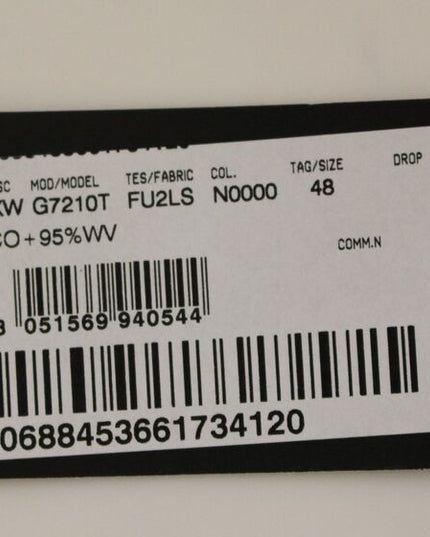 SC MOD/MODEL TES/FABRIC COL. TAG/SIZE DROP
KW G7210T FU2LS N0000 48
CO+95%WV
COMM.N
8 051569 940544
0688453661734120